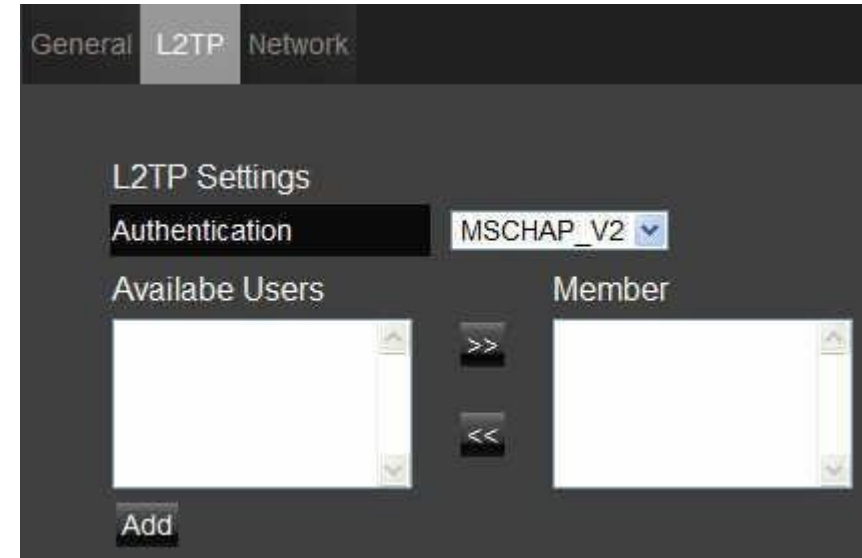 General L2TP Network
L2TP Settings
Authentication MSCHAP_V2
Availabe Users Member
>>
<<
Add